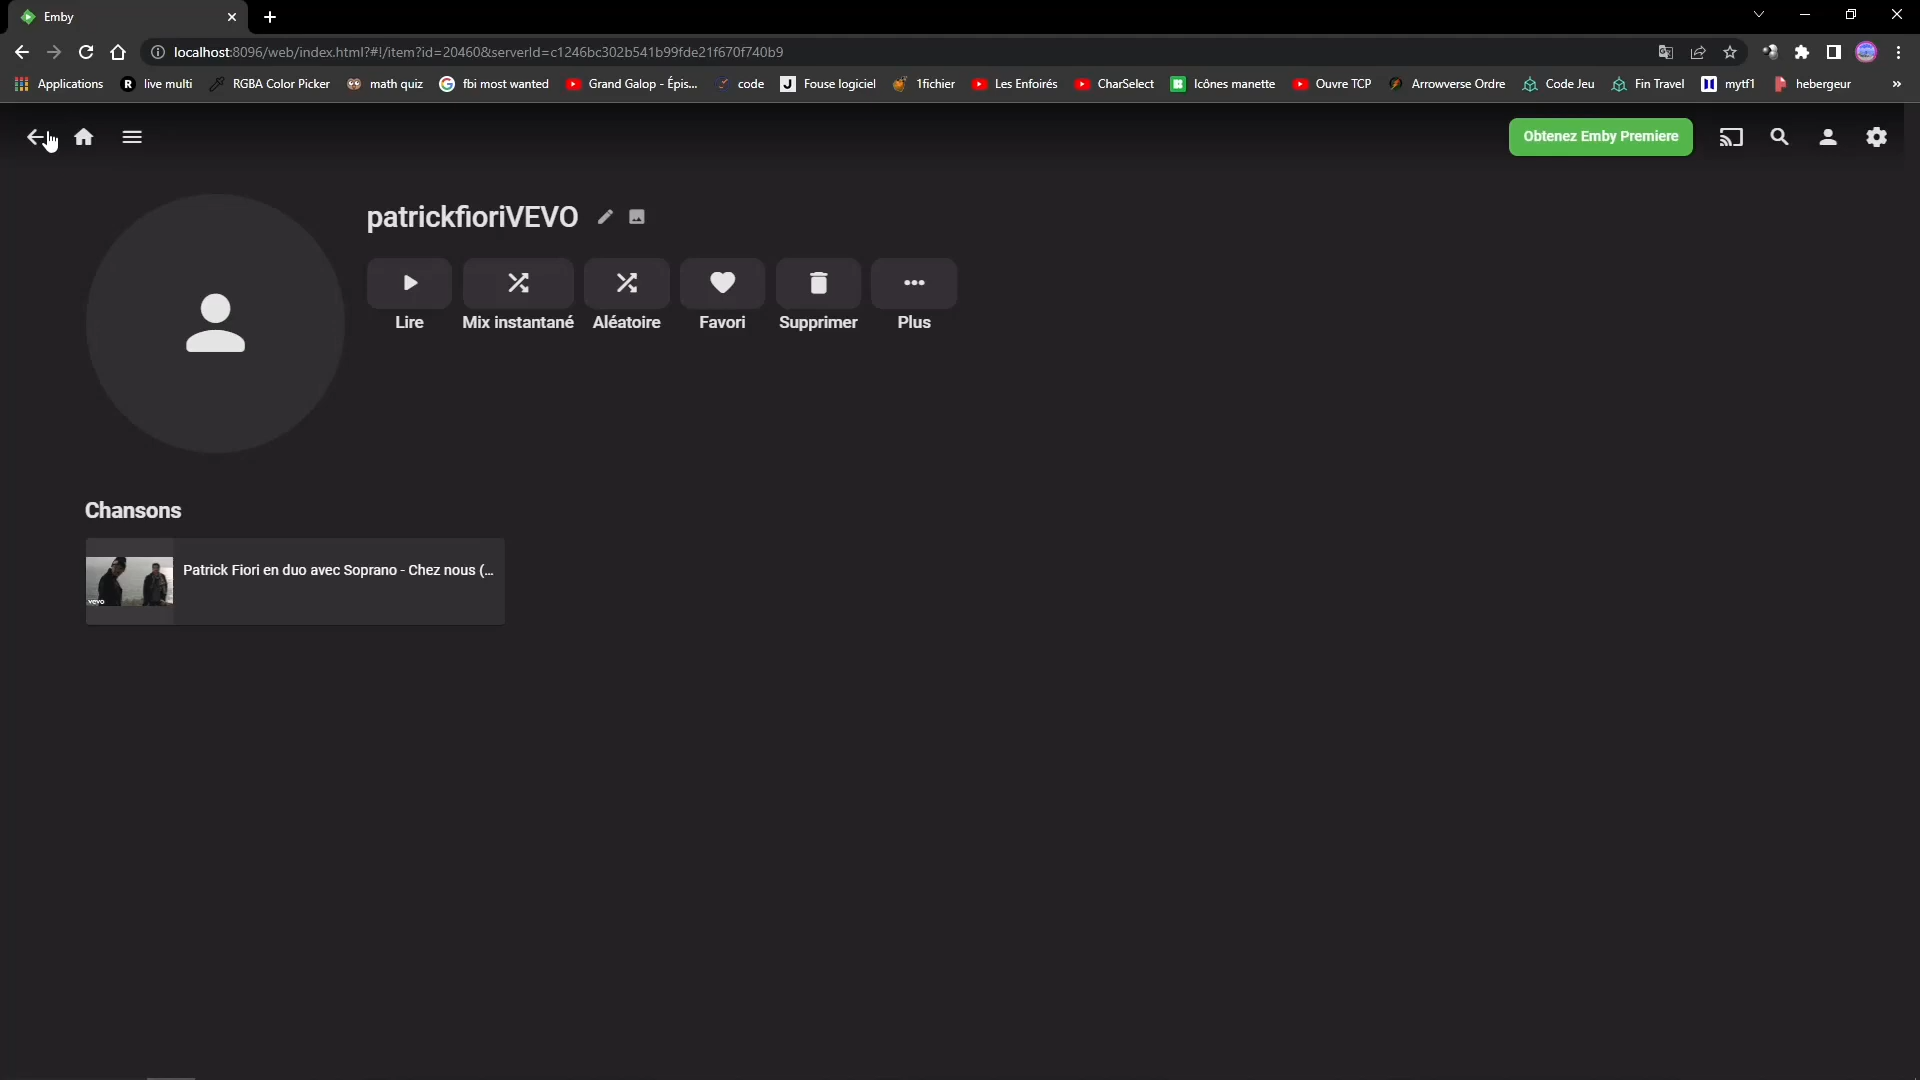 Emby
localhost:8096/web/index.html?#!/item?id=20460&serverId=c1246bc302b541b99fde21f670f740b9
Applications live multi RGBA Color Picker math quiz fbi most wanted Grand Galop - Épis... code Fouse logiciel 1fichier Les Enfoirés CharSelect Icônes manette Ouvre TCP Arrowverse Ordre Code Jeu Fin Travel mytf1 hebergeur »
Obtenez Emby Premiere
patrickfioriVEVO
Lire Mix instantané Aléatoire Favori Supprimer Plus
Chansons
Patrick Fiori en duo avec Soprano - Chez nous (...
vevo